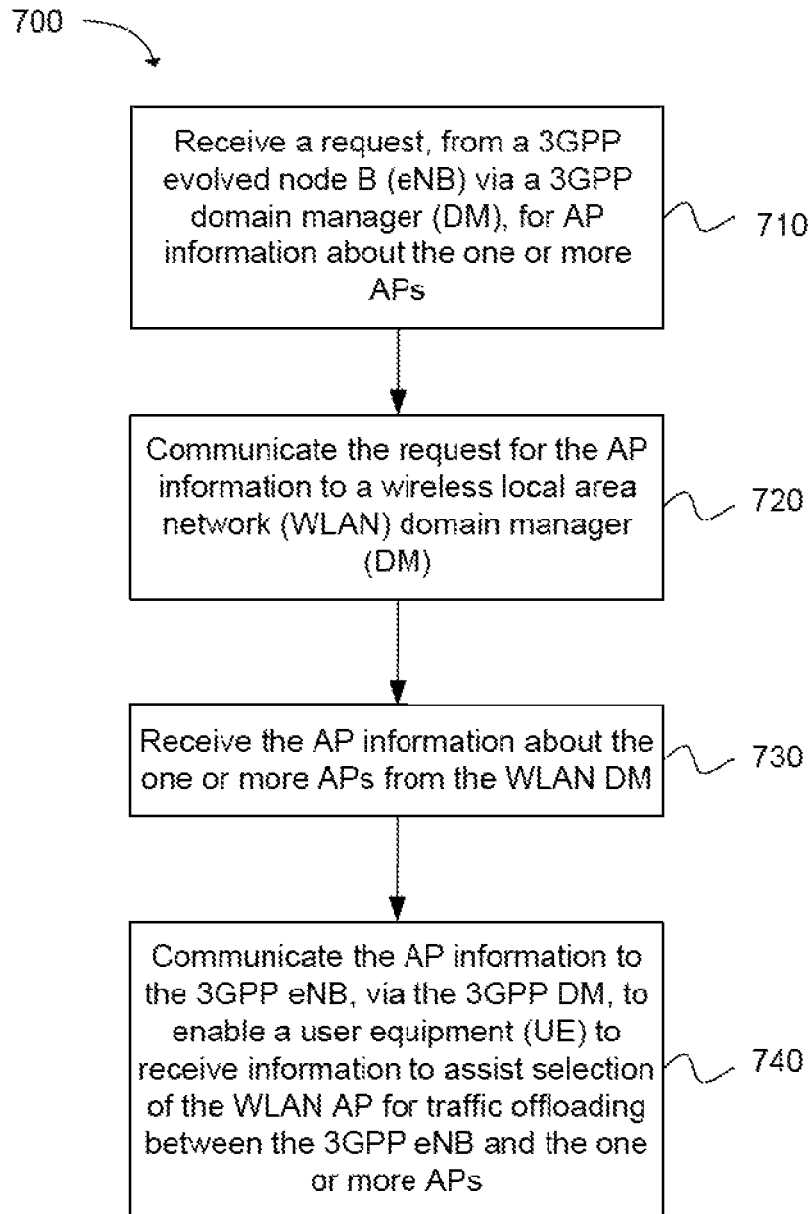 700
Receive a request, from a 3GPP
evolved node B (eNB) via a 3GPP
domain manager (DM), for AP
information about the one or more
APs
710
Communicate the request for the AP
information to a wireless local area
network (WLAN) domain manager
(DM)
720
Receive the AP information about the
one or more APs from the WLAN DM
730
Communicate the AP information to
the 3GPP eNB, via the 3GPP DM, to
enable a user equipment (UE) to
receive information to assist selection
of the WLAN AP for traffic offloading
between the 3GPP eNB and the one
or more APs
740